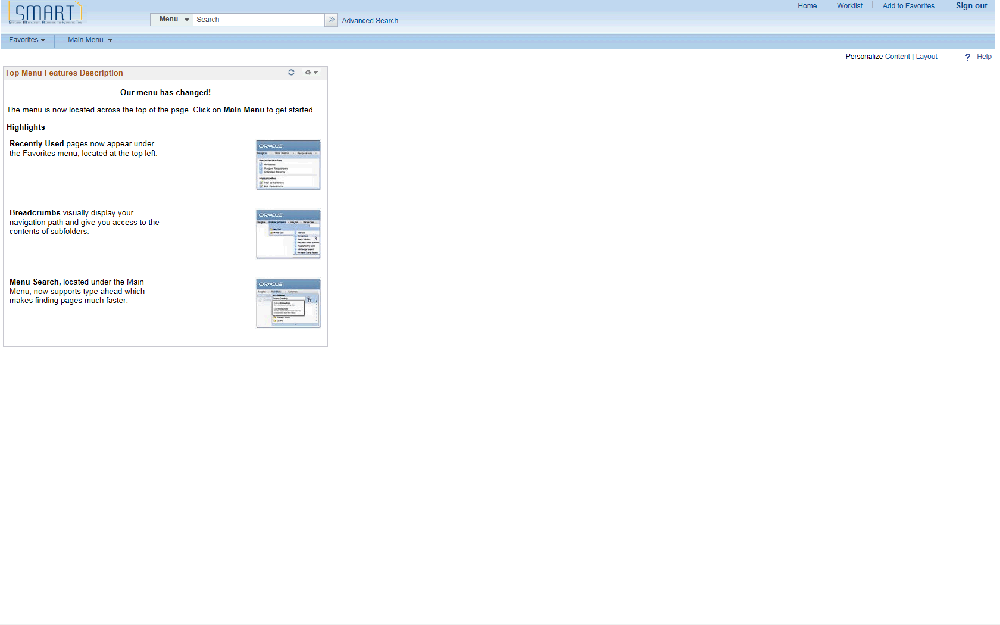 SMART
Home
Worklist
Add to Favorites
Sign out
Menu
Search
Advanced Search
Favorites
Main Menu
Personalize Content | Layout
? Help
Top Menu Features Description
Our menu has changed!
The menu is now located across the top of the page. Click on Main Menu to get started.
Highlights
Recently Used pages now appear under
the Favorites menu, located at the top left.
ORACLE
Breadcrumbs visually display your
navigation path and give you access to the
contents of subfolders.
ORACLE
Menu Search, located under the Main
Menu, now supports type ahead which
makes finding pages much faster.
ORACLE